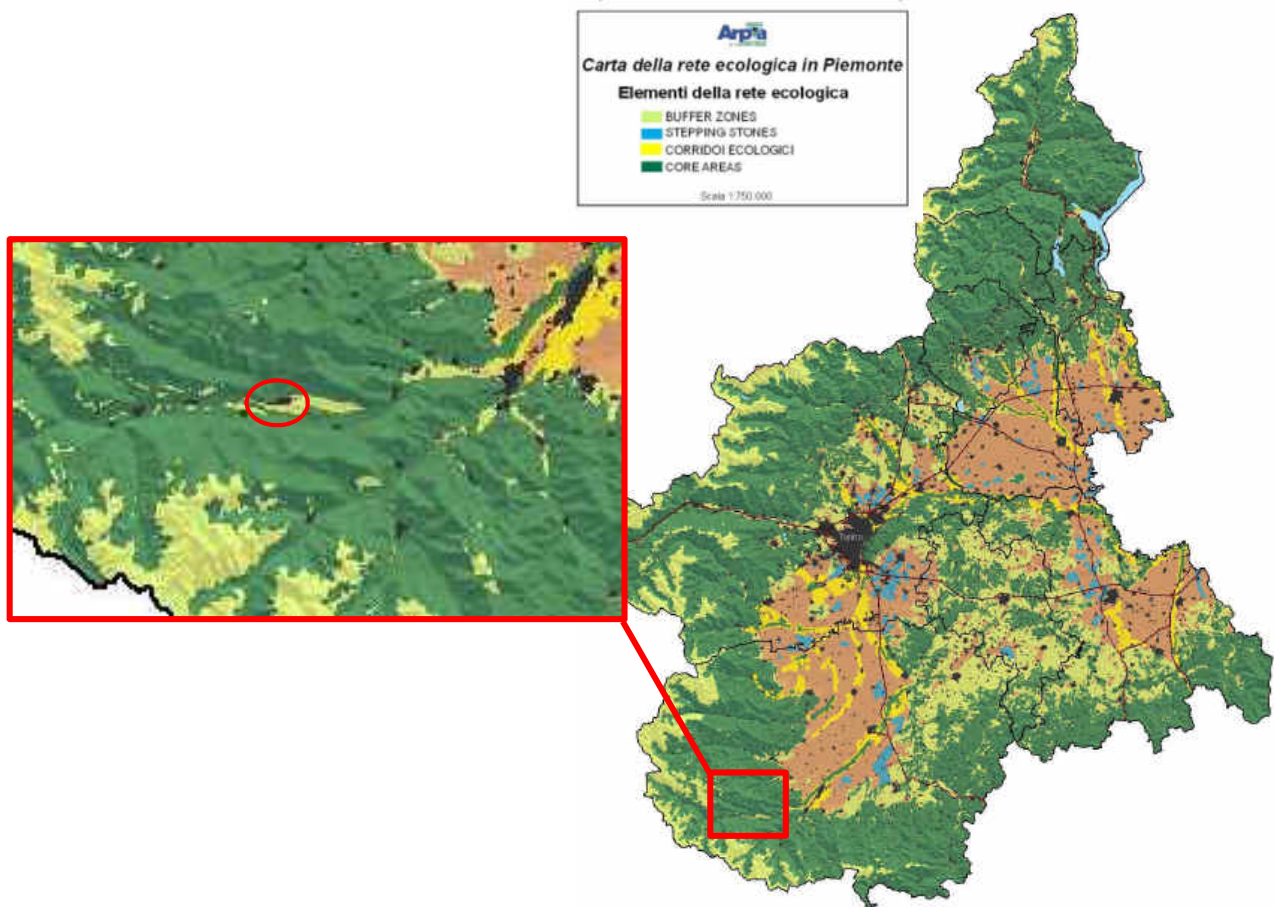 Arpa
Carta della rete ecologica in Piemonte
Elementi della rete ecologica
BUFFER ZONES
STEPPING STONES
CORRIDOI ECOLOGICI
CORE AREAS
Scala 1:750.000
Torino